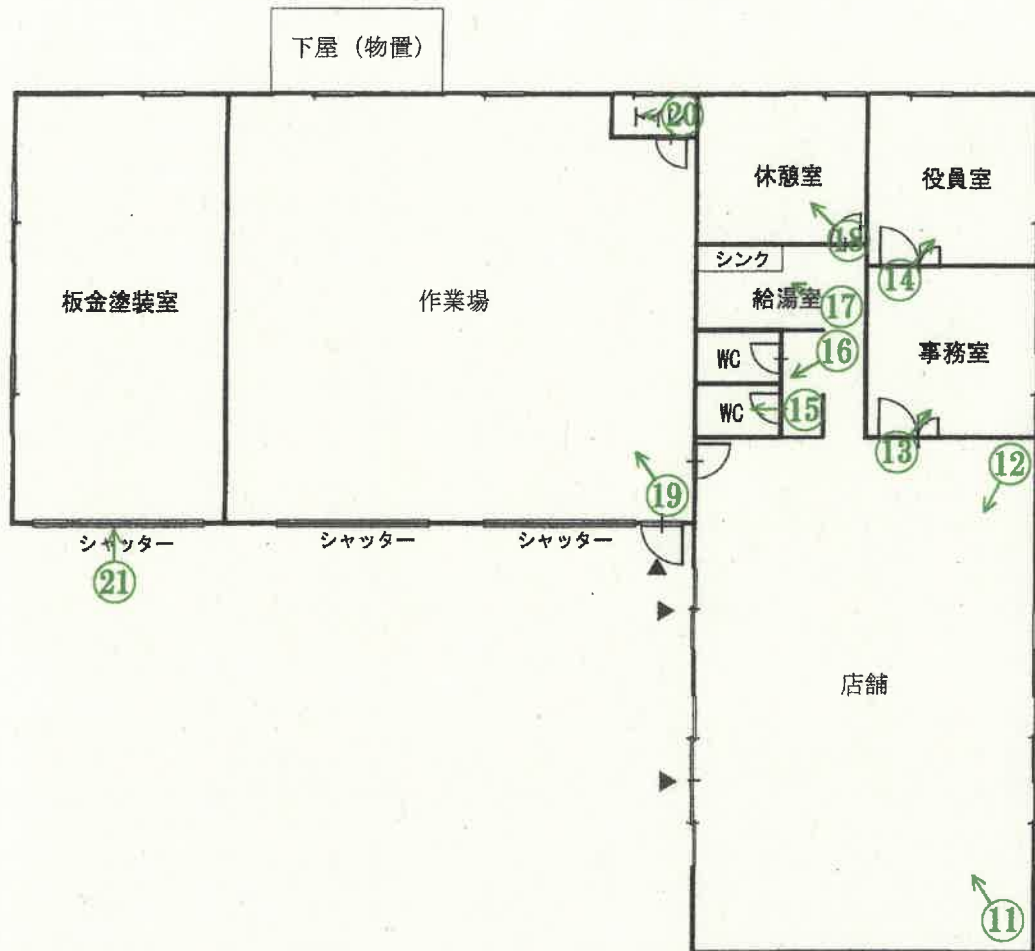 下屋（物置）
⑳
休憩室
役員室
⑱
シンク
⑭
板金塗装室
作業場
給湯室
⑰
WC
⑯
事務室
WC
⑮
⑬
⑫
⑲
シャッター
シャッター
シャッター
㉑
店舗
⑪